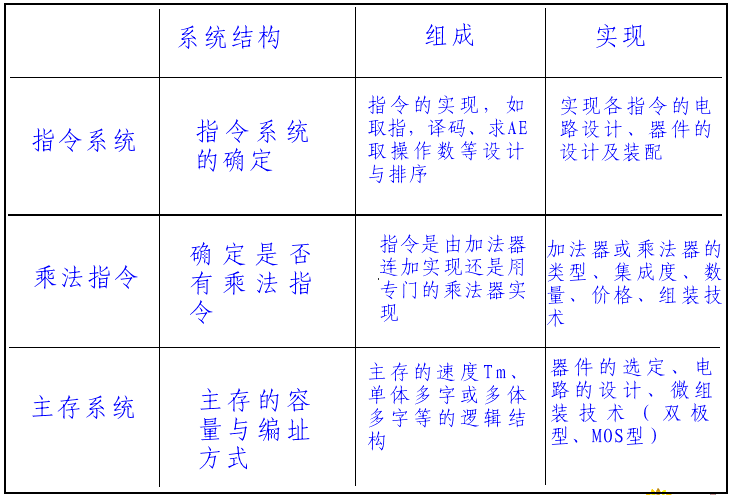 系统结构
组成
实现
指令系统
指令系统
的确定
指令的实现，如
取指，译码、求AE
取操作数等设计
与排序
实现各指令的电
路设计、器件的
设计及装配
乘法指令
确定是否
有乘法指
令
指令是由加法器
连加实现还是用
专门的乘法器实
现
加法器或乘法器的
类型、集成度、数
量、价格、组装技
术
主存系统
主存的容
量与编址
方式
主存的速度Tm、
单体多字或多体
多字等的逻辑结
构
器件的选定、电
路的设计、微组
装技术（双极
型、MOS型）